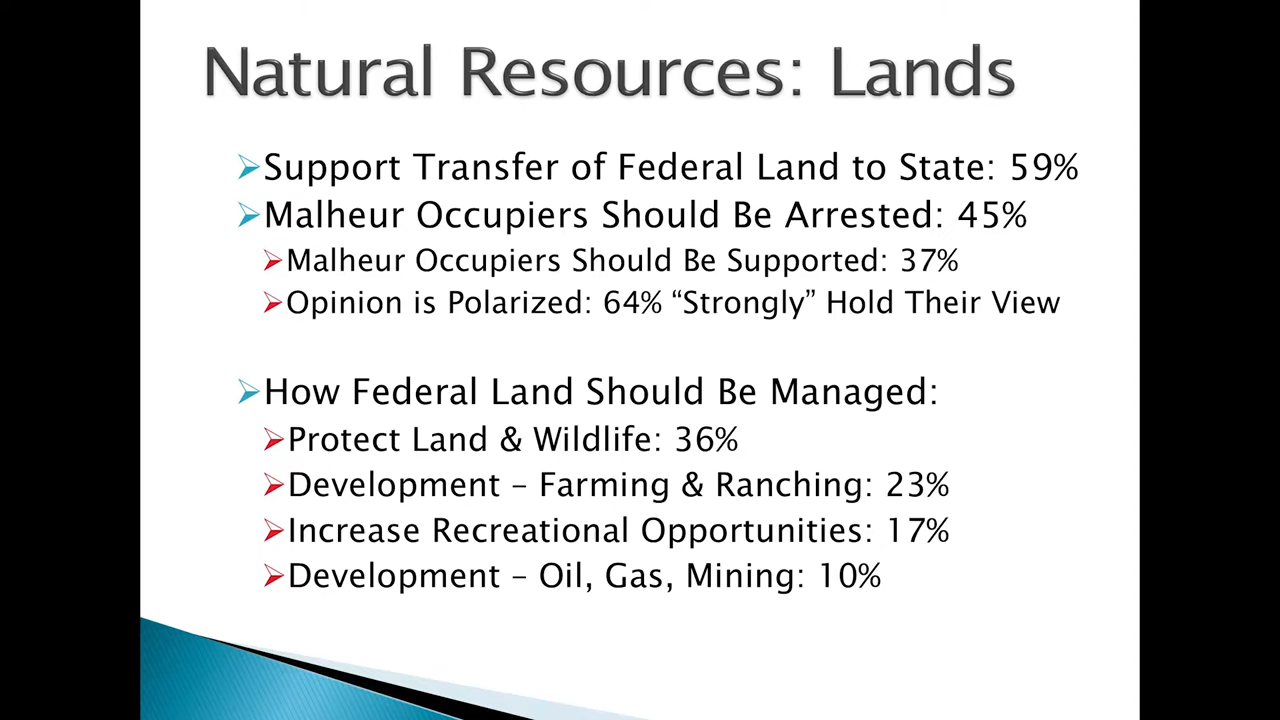 Natural Resources: Lands
Support Transfer of Federal Land to State: 59%
Malheur Occupiers Should Be Arrested: 45%
Malheur Occupiers Should Be Supported: 37%
Opinion is Polarized: 64% “Strongly” Hold Their View
How Federal Land Should Be Managed:
Protect Land & Wildlife: 36%
Development – Farming & Ranching: 23%
Increase Recreational Opportunities: 17%
Development – Oil, Gas, Mining: 10%